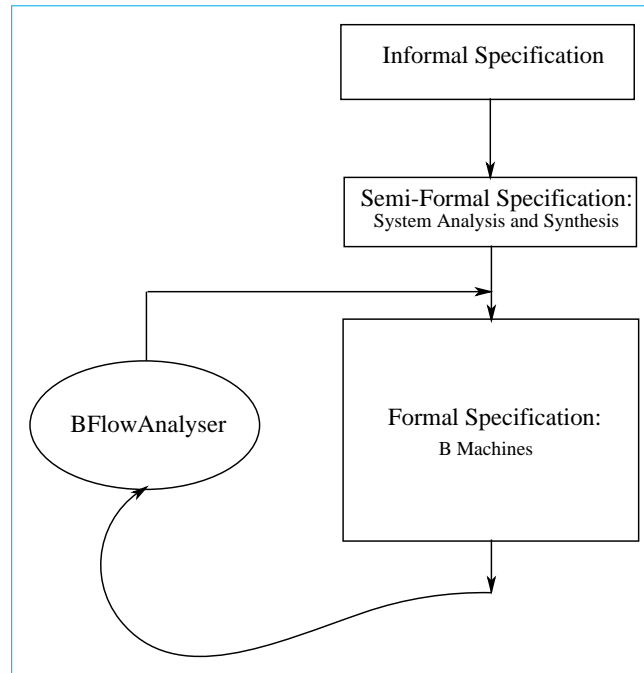 Informal Specification
Semi-Formal Specification:
System Analysis and Synthesis
BFlowAnalyser
Formal Specification:
B Machines